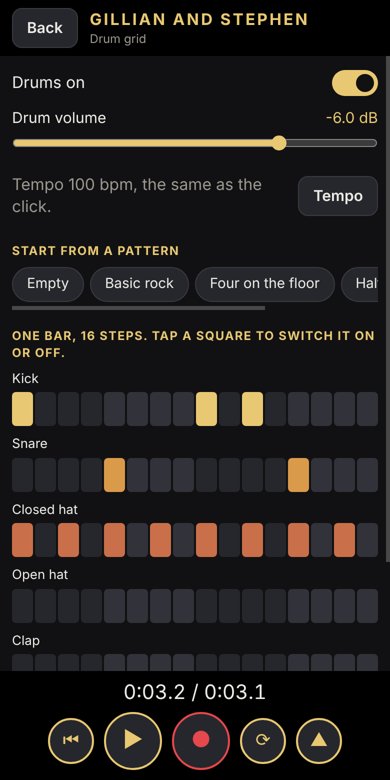 Back
GILLIAN AND STEPHEN
Drum grid
Drums on
Drum volume
-6.0 dB
Tempo 100 bpm, the same as the
click.
Tempo
START FROM A PATTERN
Empty
Basic rock
Four on the floor
Hal
ONE BAR, 16 STEPS. TAP A SQUARE TO SWITCH IT ON
OR OFF.
Kick
Snare
Closed hat
Open hat
Clap
0:03.2 / 0:03.1